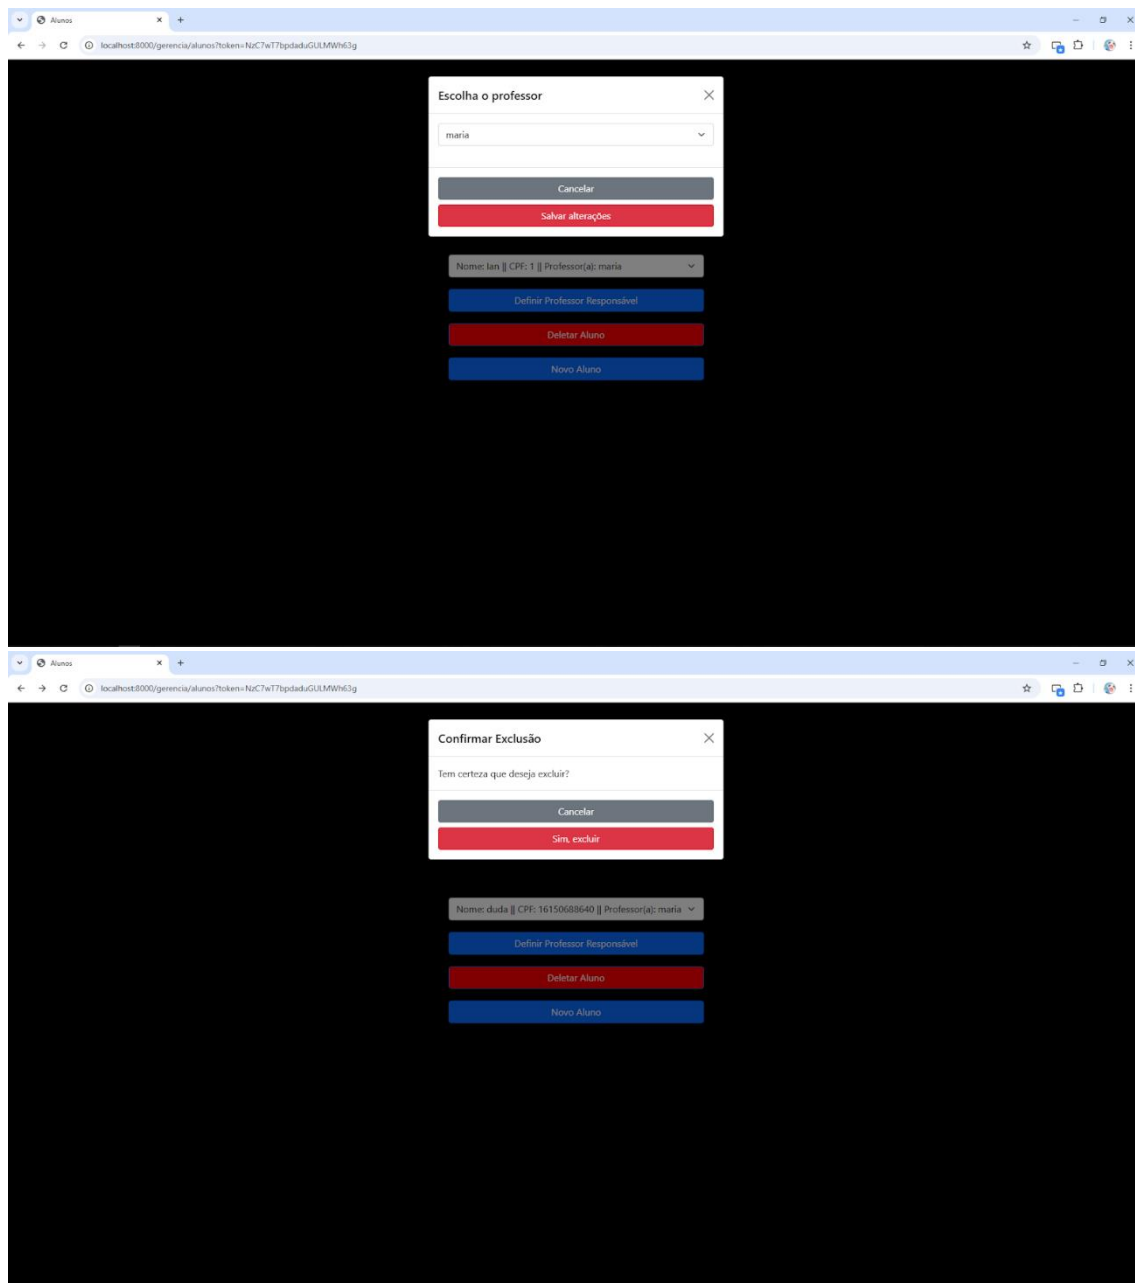 Alunos
localhost:8000/gerencia/alunos?token=NzC7wT7bpdaduGULMWh63g
Escolha o professor
maria
Cancelar
Salvar alterações
Nome: Ian || CPF: 1 || Professor(a): maria
Definir Professor Responsável
Deletar Aluno
Novo Aluno
Alunos
localhost:8000/gerencia/alunos?token=NzC7wT7bpdaduGULMWh63g
Confirmar Exclusão
Tem certeza que deseja excluir?
Cancelar
Sim, excluir
Nome: duda || CPF: 16150688640 || Professor(a): maria
Definir Professor Responsável
Deletar Aluno
Novo Aluno